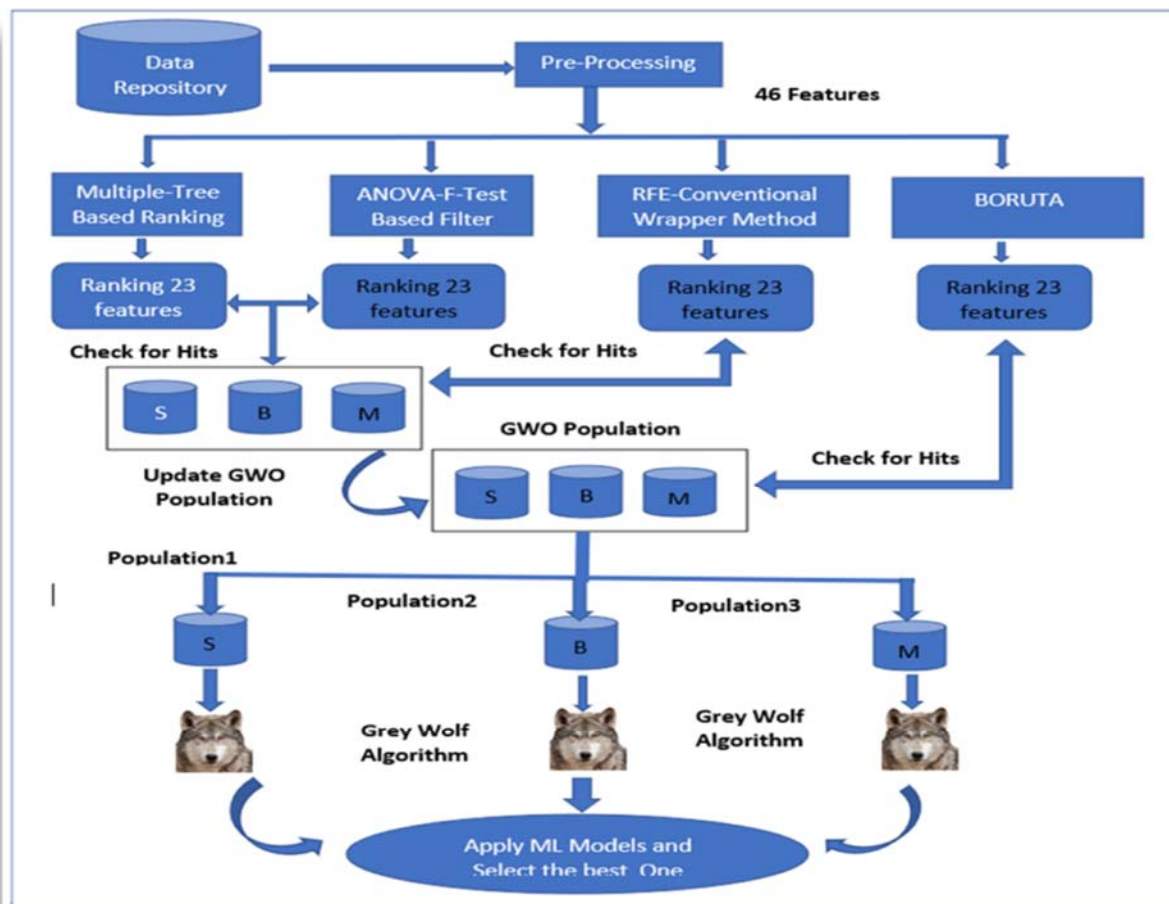 Data
Repository
Pre-Processing
46 Features
Multiple-Tree
Based Ranking
ANOVA-F-Test
Based Filter
RFE-Conventional
Wrapper Method
BORUTA
Ranking 23
features
Ranking 23
features
Ranking 23
features
Ranking 23
features
Check for Hits
Check for Hits
S
B
M
GWO Population
Check for Hits
Update GWO
Population
S
B
M
Population1
Population2
Population3
S
B
M
Grey Wolf
Algorithm
Grey Wolf
Algorithm
Apply ML Models and
Select the best One